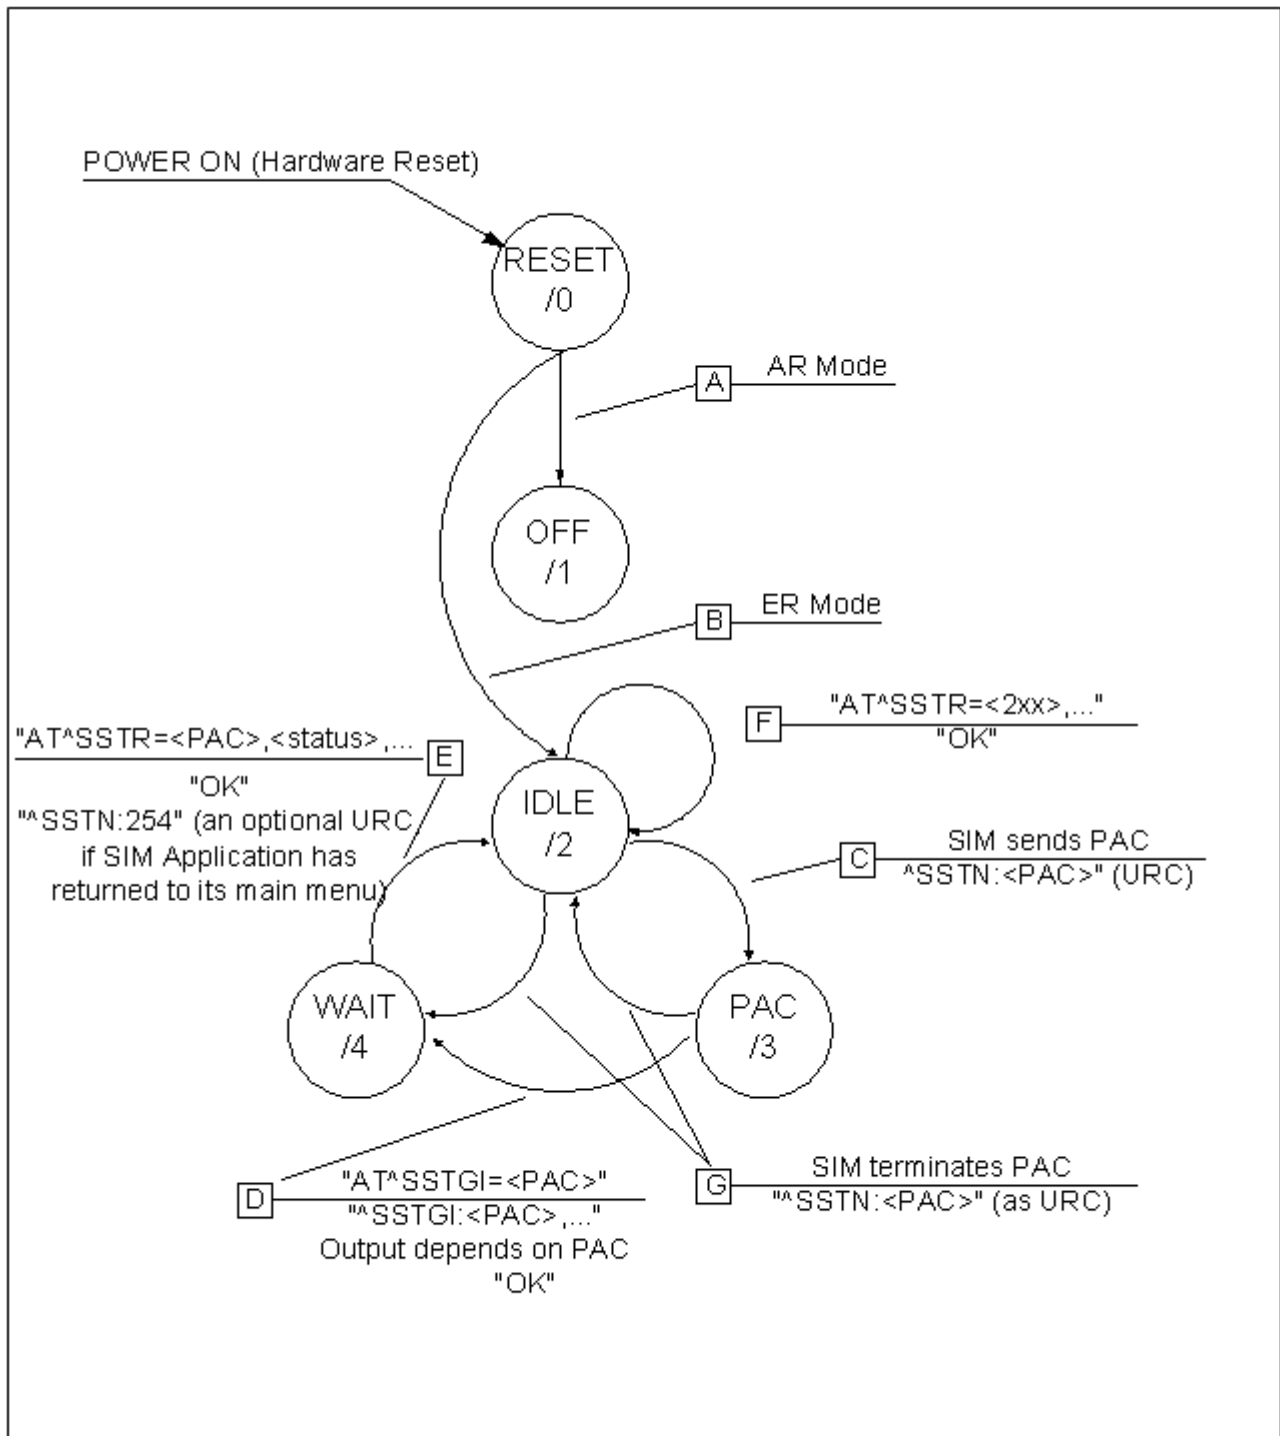 POWER ON (Hardware Reset)
RESET
/0
A
AR Mode
OFF
/1
B
ER Mode
"AT^SSTR=<PAC>,<status>,...
E
"OK"
"^SSTN:254" (an optional URC
if SIM Application has
returned to its main menu)
F
"AT^SSTR=<2xx>,..."
"OK"
IDLE
/2
C
SIM sends PAC
^SSTN:<PAC>" (URC)
WAIT
/4
PAC
/3
D
"AT^SSTGI=<PAC>"
"^SSTGI:<PAC>,..."
Output depends on PAC
"OK"
G
SIM terminates PAC
"^SSTN:<PAC>" (as URC)